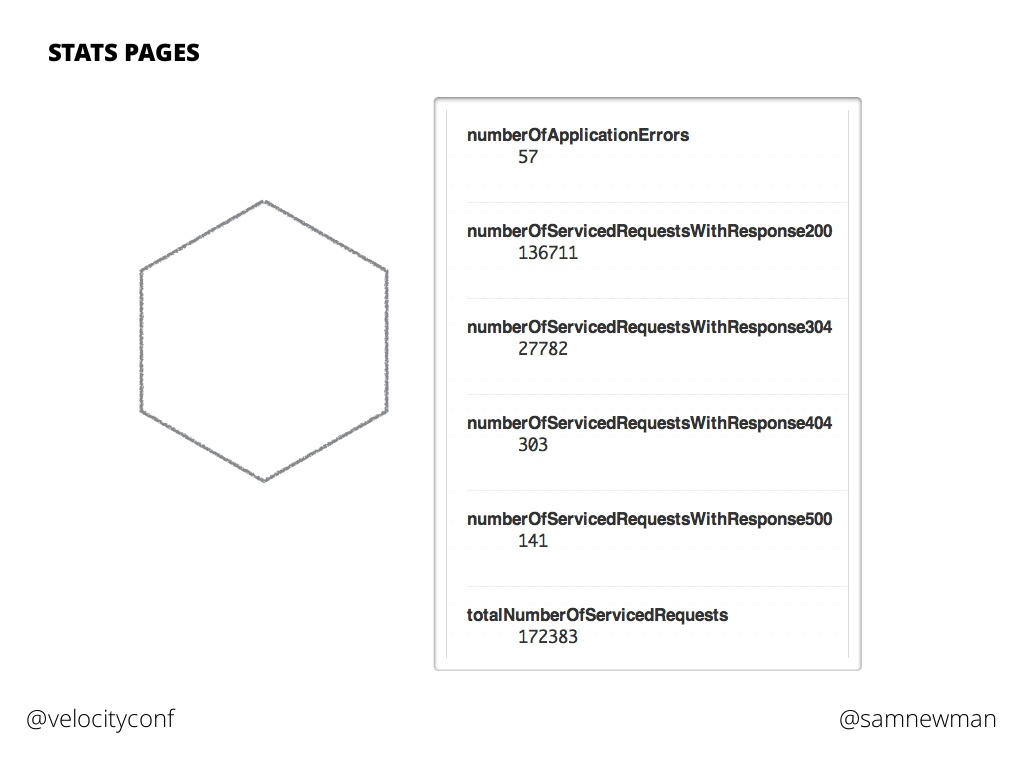 STATS PAGES
numberOfApplicationErrors
57
numberOfServicedRequestsWithResponse200
136711
numberOfServicedRequestsWithResponse304
27782
numberOfServicedRequestsWithResponse404
303
numberOfServicedRequestsWithResponse500
141
totalNumberOfServicedRequests
172383
@velocityconf
@samnewman